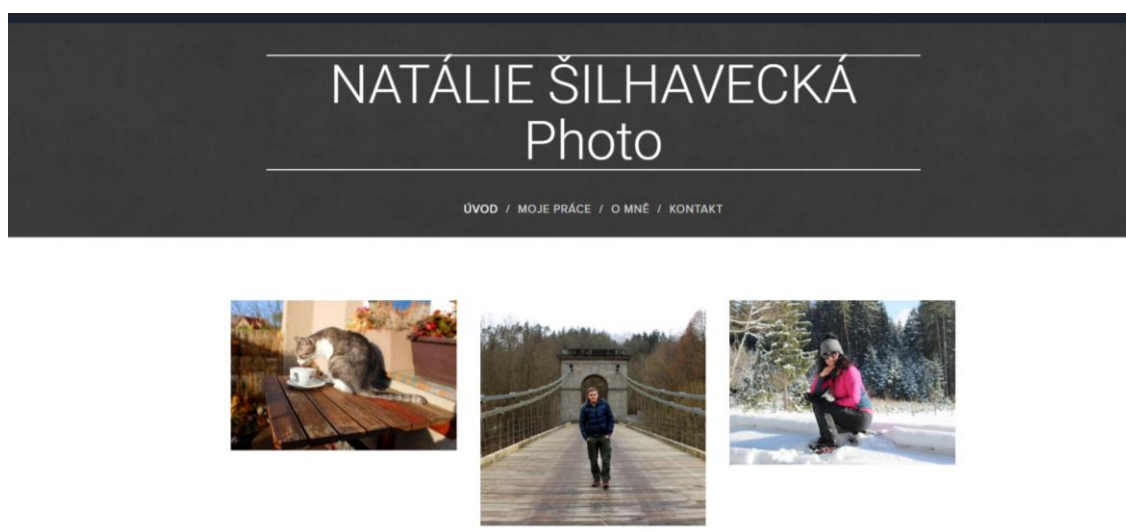 NATÁLIE ŠILHAVECKÁ
Photo
ÚVOD / MOJE PRÁCE / O MNĚ / KONTAKT